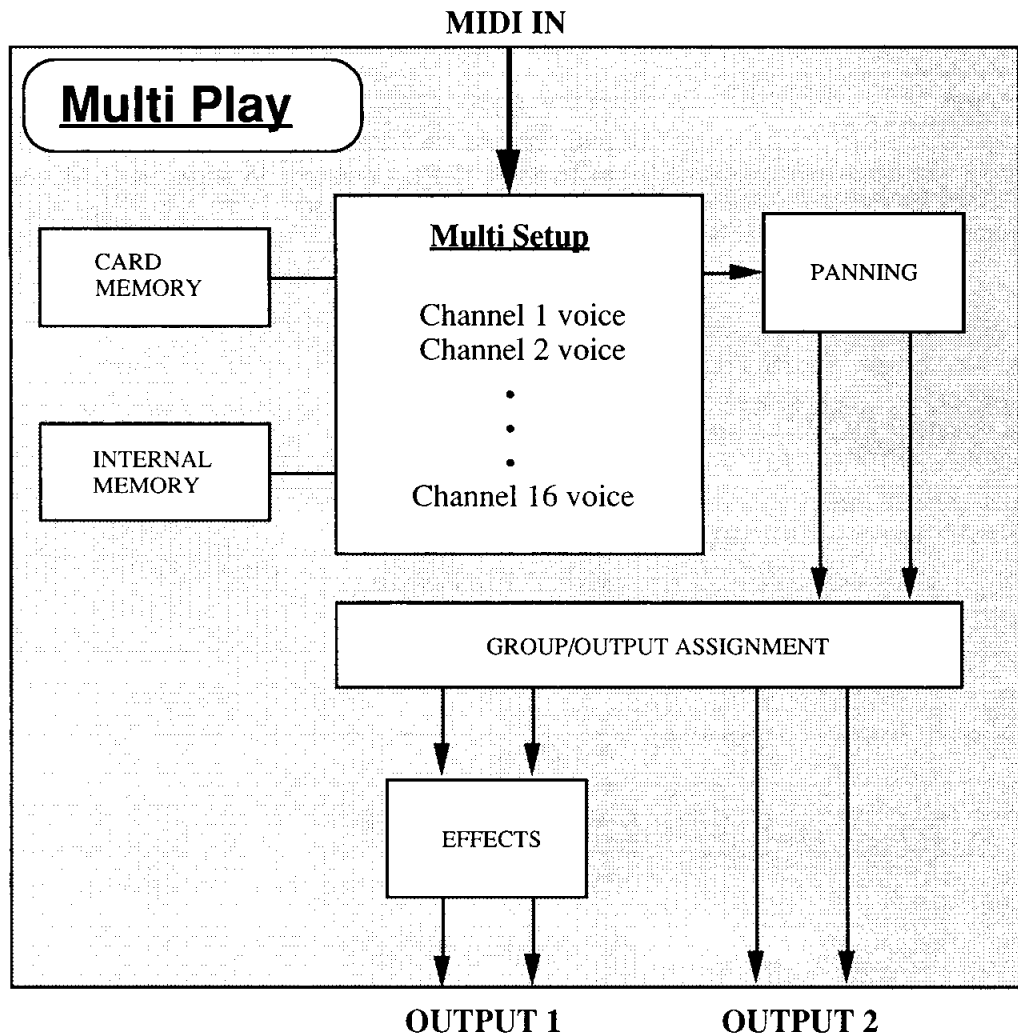 MIDI IN
Multi Play
Multi Setup
CARD
MEMORY
PANNING
Channel 1 voice
Channel 2 voice
INTERNAL
MEMORY
Channel 16 voice
GROUP/OUTPUT ASSIGNMENT
EFFECTS
OUTPUT 1
OUTPUT 2